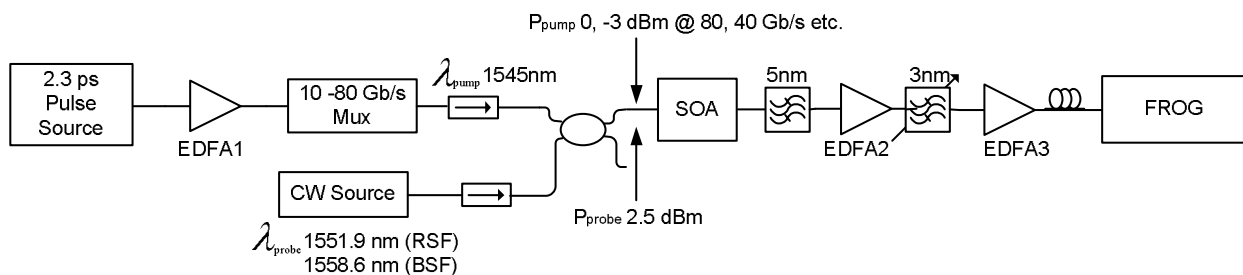 P pump 0, -3 dBm @ 80, 40 Gb/s etc.
2.3 ps
Pulse
Source
EDFA1
10 -80 Gb/s
Mux
λpump 1545nm
SOA
5nm
EDFA2
3nm
EDFA3
FROG
CW Source
Pprobe 2.5 dBm
λprobe 1551.9 nm (RSF)
1558.6 nm (BSF)